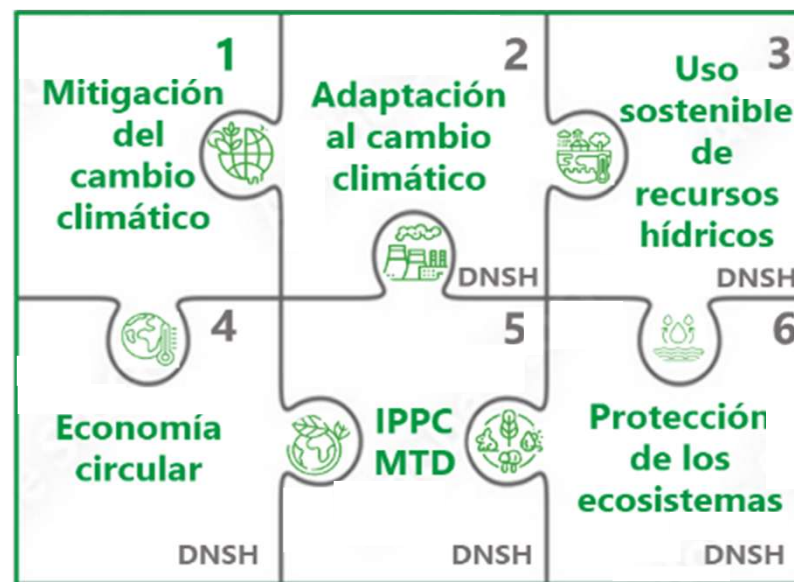 1
Mitigación
del
cambio
climático
2
Adaptación
al cambio
climático
DNSH
3
Uso
sostenible
de
recursos
hídricos
DNSH
4
Economía
circular
DNSH
5
IPPC
MTD
DNSH
6
Protección
de los
ecosistemas
DNSH